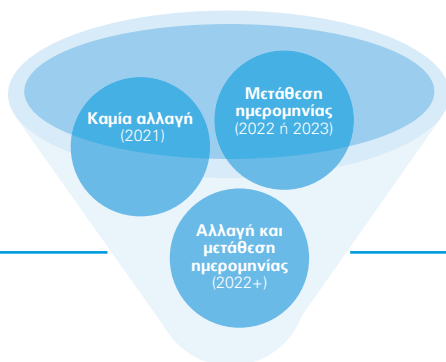 Καμία αλλαγή
(2021)
Μετάθεση
ημερομηνίας
(2022 ή 2023)
Αλλαγή και
μετάθεση
ημερομηνίας
(2022+)